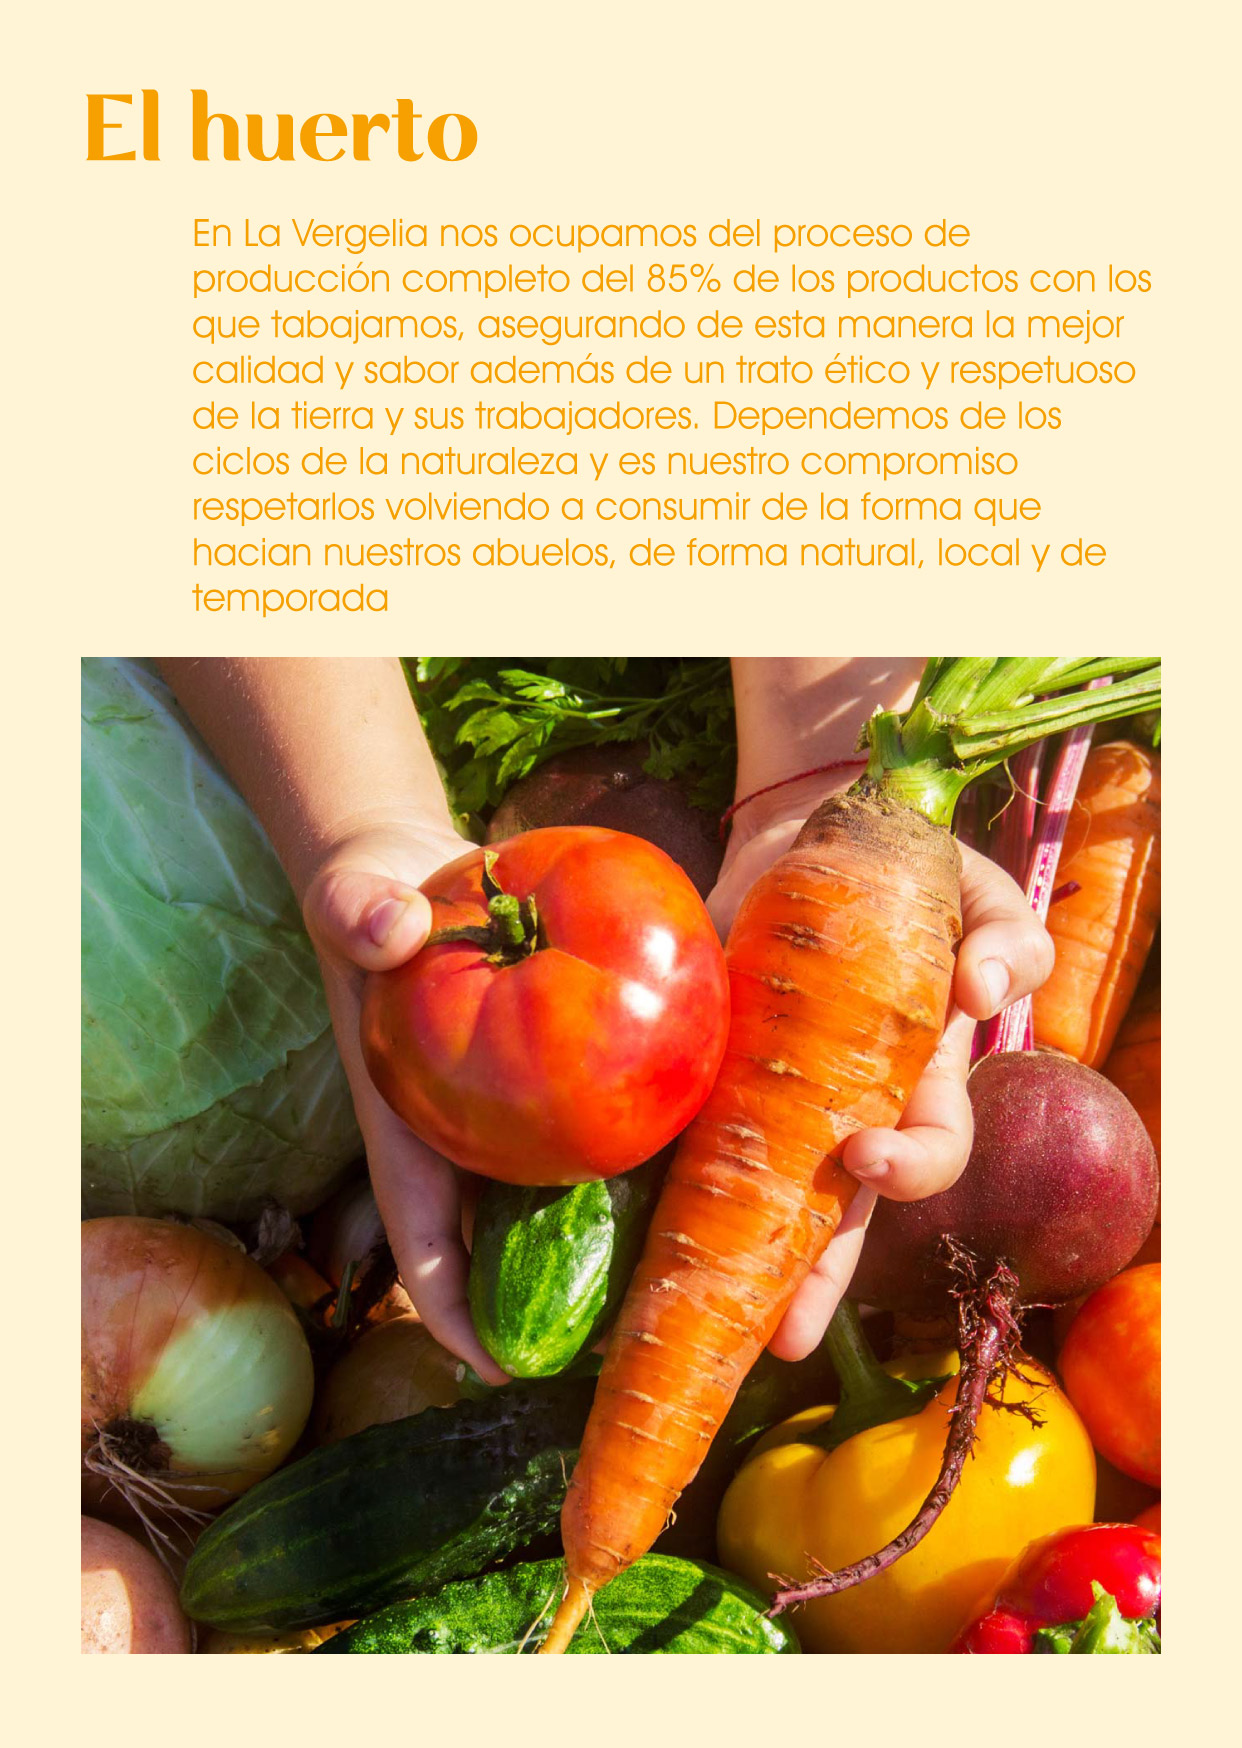 El huerto
En La Vergelia nos ocupamos del proceso de
producción completo del 85% de los productos con los
que tabajamos, asegurando de esta manera la mejor
calidad y sabor además de un trato ético y respetuoso
de la tierra y sus trabajadores. Dependemos de los
ciclos de la naturaleza y es nuestro compromiso
respetarlos volviendo a consumir de la forma que
hacian nuestros abuelos, de forma natural, local y de
temporada